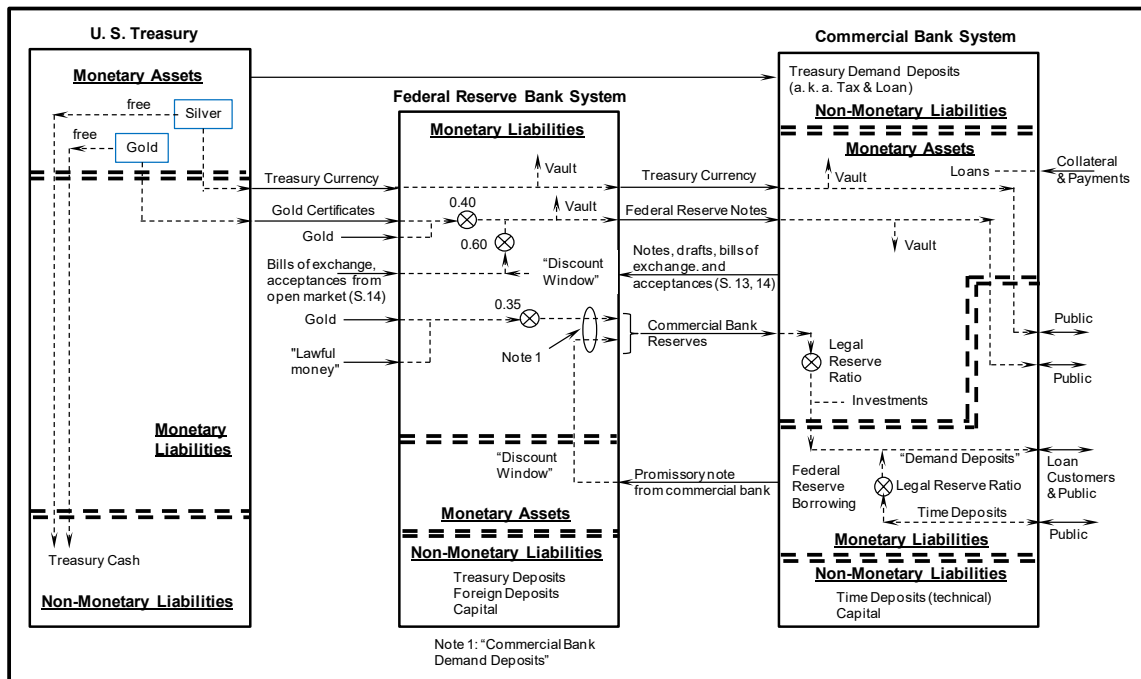 U. S. Treasury
Monetary Assets
free
Silver
free
Gold
Monetary
Liabilities
Treasury Cash
Non-Monetary Liabilities
Treasury Currency
Gold Certificates
Gold
Bills of exchange,
acceptances from
open market (S.14)
Gold
"Lawful
money"
Federal Reserve Bank System
Monetary Liabilities
Vault
0.40
Vault
0.60
“Discount
Window”
0.35
Note 1
“Discount
Window”
Monetary Assets
Non-Monetary Liabilities
Treasury Deposits
Foreign Deposits
Capital
Note 1: “Commercial Bank
Demand Deposits”
Treasury Currency
Federal Reserve Notes
Notes, drafts, bills of
exchange. and
acceptances (S. 13, 14)
Commercial Bank
Reserves
Promissory note
from commercial bank
Commercial Bank System
Treasury Demand Deposits
(a. k. a. Tax & Loan)
Non-Monetary Liabilities
Monetary Assets
Loans
Vault
Vault
Legal
Reserve
Ratio
Investments
“Demand Deposits”
Federal
Reserve
Borrowing
Legal Reserve Ratio
Time Deposits
Monetary Liabilities
Non-Monetary Liabilities
Time Deposits (technical)
Capital
Collateral
& Payments
Public
Public
Loan
Customers
& Public
Public